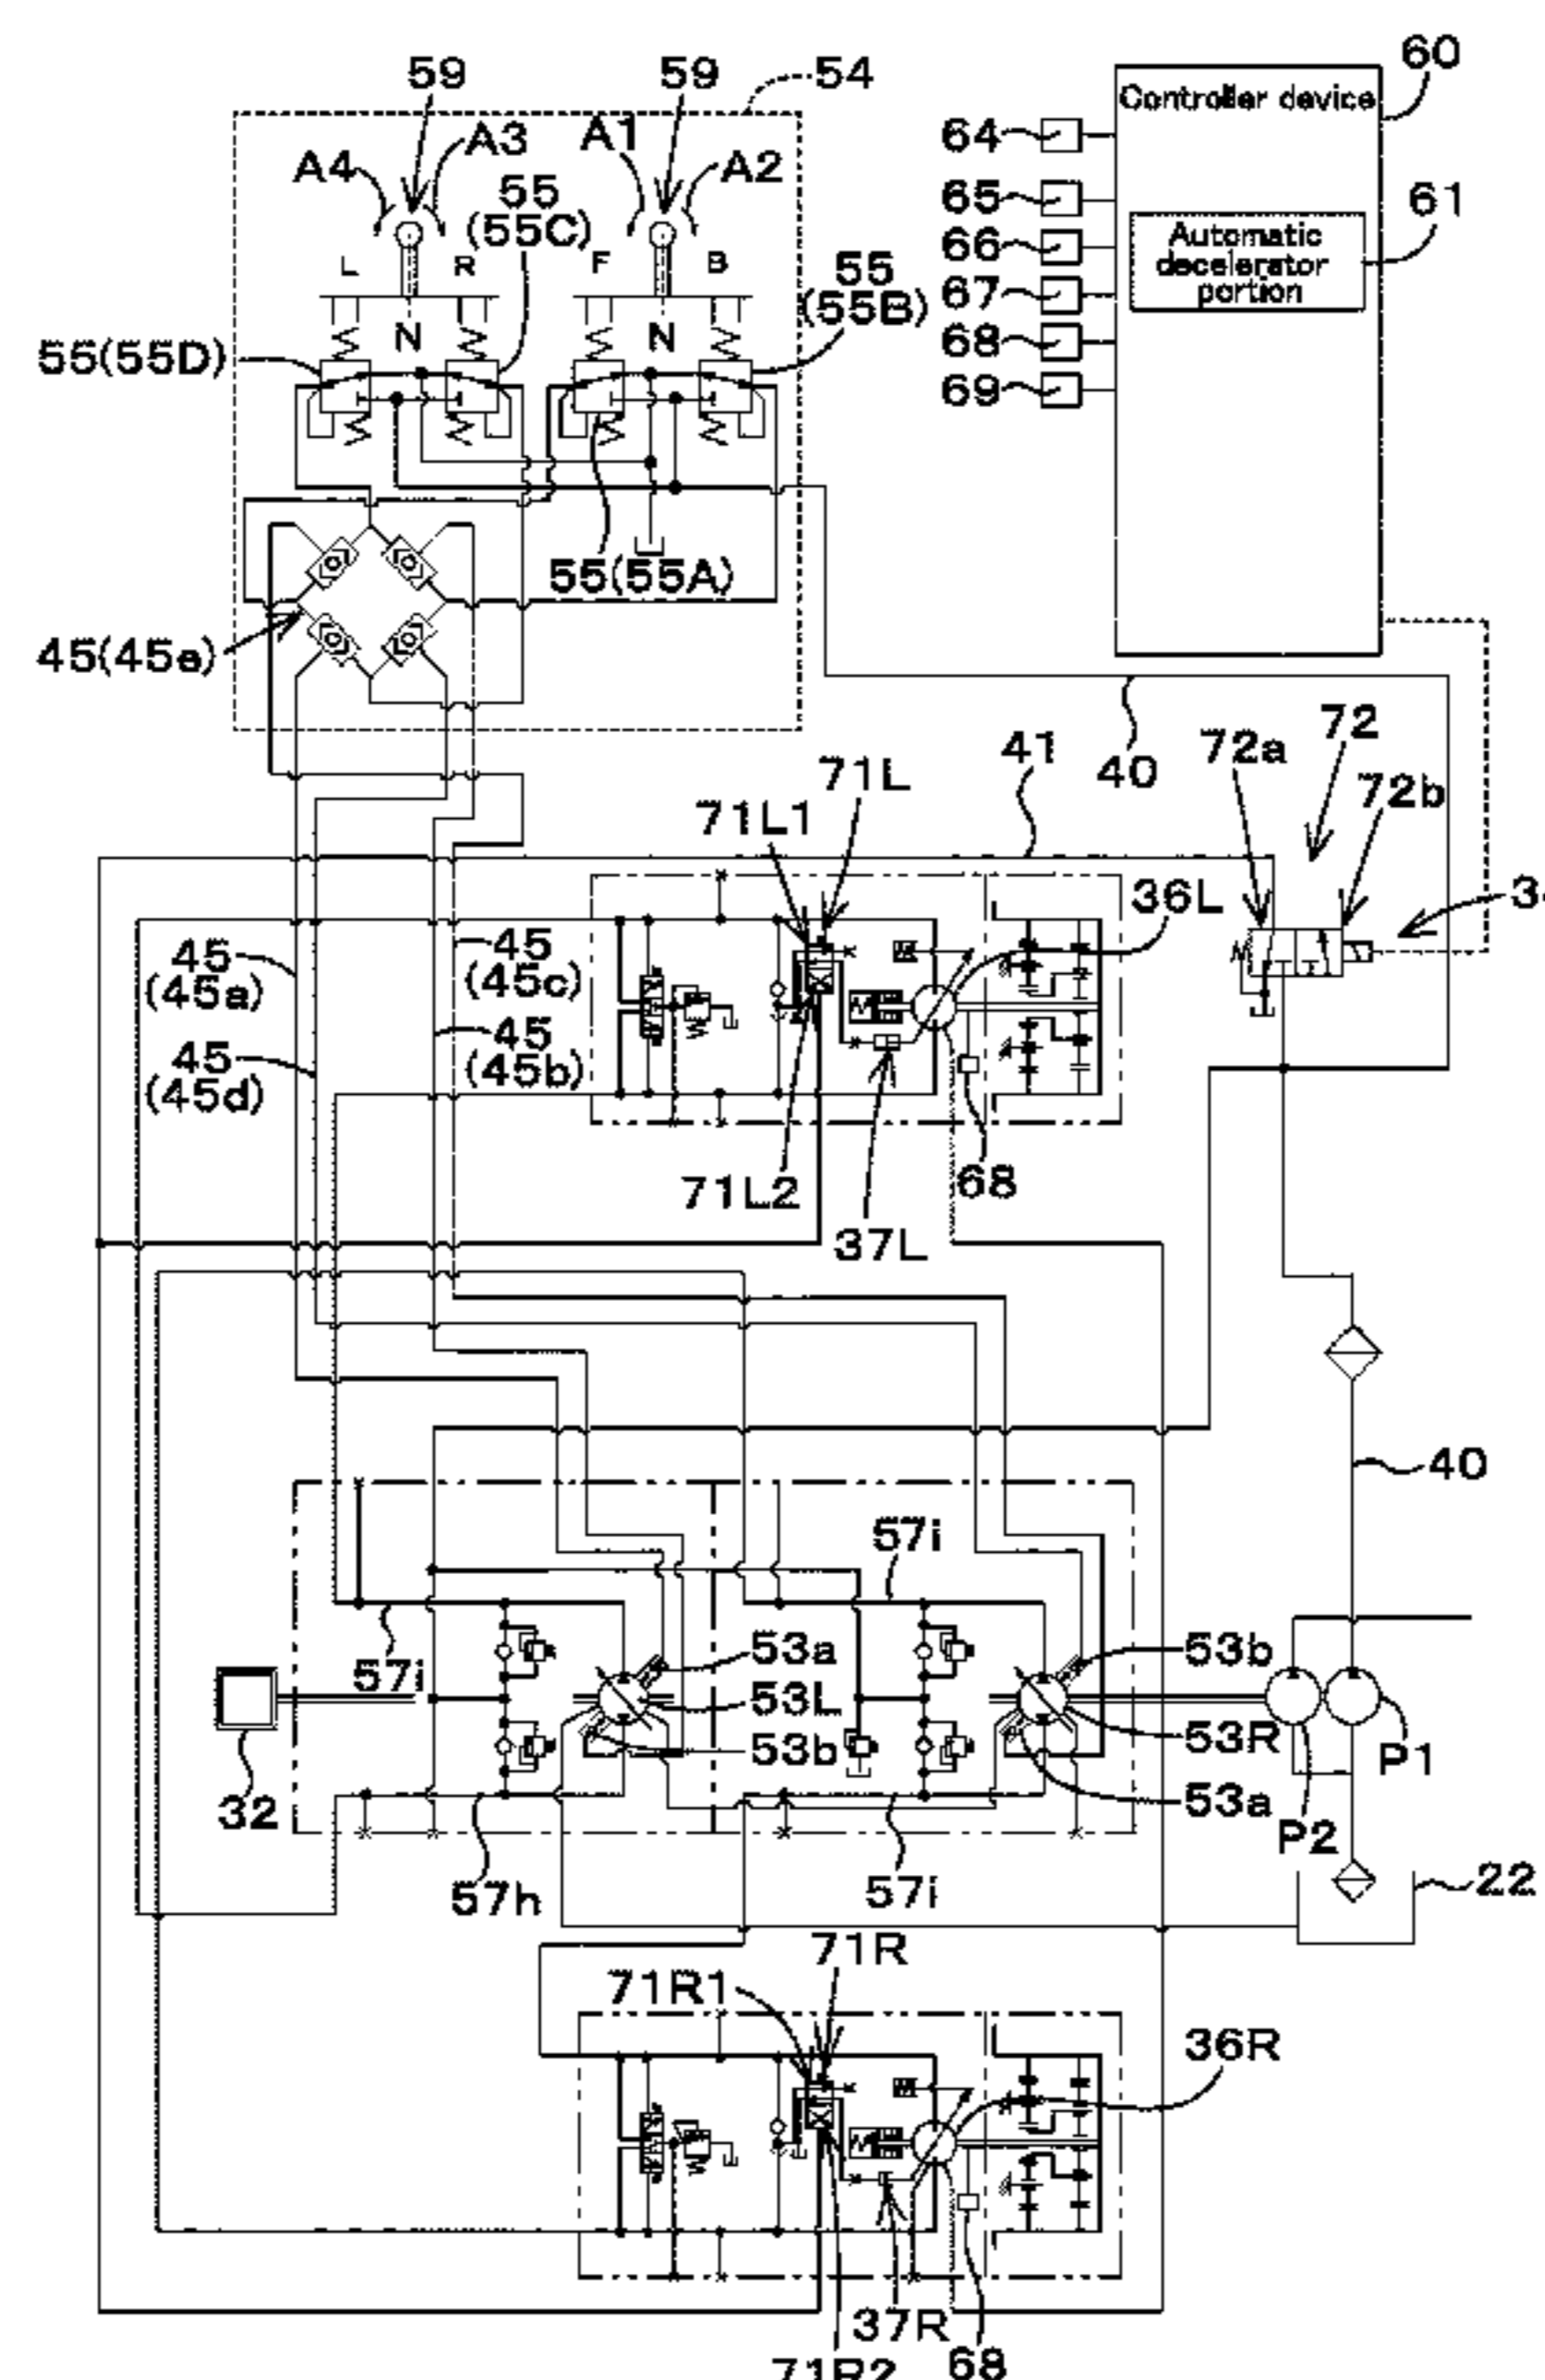 59
59
54
60
Controller device
A4
A3
A1
A2
64
55
(55C)
65
61
Automatic
decelerator
portion
66
L
R
F
B
55
(55B)
67
N
N
68
55(55D)
69
55(55A)
45(45e)
40
72
72a
72b
41
71L
71L1
36L
45
(45a)
45
(45c)
45
(45b)
45
(45d)
71L2
68
37L
40
57i
57i
53a
53L
53b
53b
53R
53a
P1
P2
32
57h
57i
22
71R
71R1
36R
37R
68
71R2